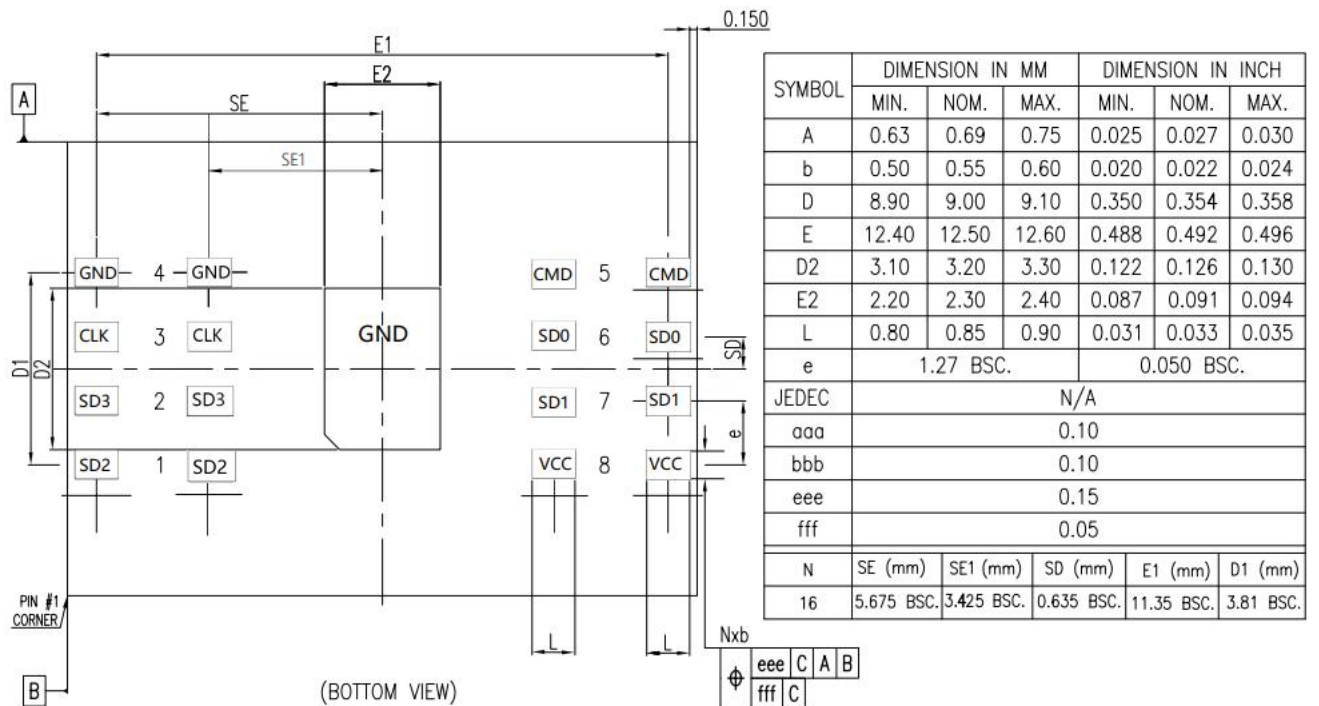 0.150
E1
E2
A
SE
SE1
GND 4 GND CMD 5 CMD
CLK 3 CLK GND SD0 6 SD0
SD
D1 D2
SD3 2 SD3 SD1 7 SD1
e
SD2 1 SD2 VCC 8 VCC
PIN #1
CORNER
L L
Nxb
eee C A B
fff C
B
(BOTTOM VIEW)
SYMBOL DIMENSION IN MM DIMENSION IN INCH
MIN. NOM. MAX. MIN. NOM. MAX.
A 0.63 0.69 0.75 0.025 0.027 0.030
b 0.50 0.55 0.60 0.020 0.022 0.024
D 8.90 9.00 9.10 0.350 0.354 0.358
E 12.40 12.50 12.60 0.488 0.492 0.496
D2 3.10 3.20 3.30 0.122 0.126 0.130
E2 2.20 2.30 2.40 0.087 0.091 0.094
L 0.80 0.85 0.90 0.031 0.033 0.035
e 1.27 BSC. 0.050 BSC.
JEDEC N/A
aaa 0.10
bbb 0.10
eee 0.15
fff 0.05
N SE (mm) SE1 (mm) SD (mm) E1 (mm) D1 (mm)
16 5.675 BSC. 3.425 BSC. 0.635 BSC. 11.35 BSC. 3.81 BSC.